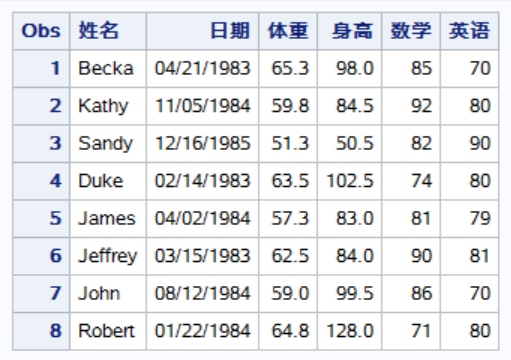 Obs 姓名 日期 体重 身高 数学 英语
1 Becka 04/21/1983 65.3 98.0 85 70
2 Kathy 11/05/1984 59.8 84.5 92 80
3 Sandy 12/16/1985 51.3 50.5 82 90
4 Duke 02/14/1983 63.5 102.5 74 80
5 James 04/02/1984 57.3 83.0 81 79
6 Jeffrey 03/15/1983 62.5 84.0 90 81
7 John 08/12/1984 59.0 99.5 86 70
8 Robert 01/22/1984 64.8 128.0 71 80